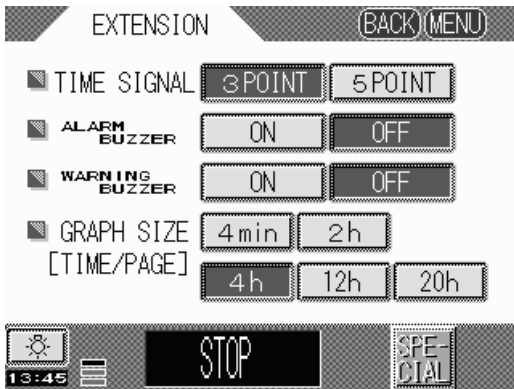 EXTENSION (BACK) (MENU)
TIME SIGNAL 3POINT 5POINT
ALARM BUZZER ON OFF
WARNING BUZZER ON OFF
GRAPH SIZE 4min 2h
[TIME/PAGE] 4h 12h 20h
STOP SPE-
13:45 CIAL